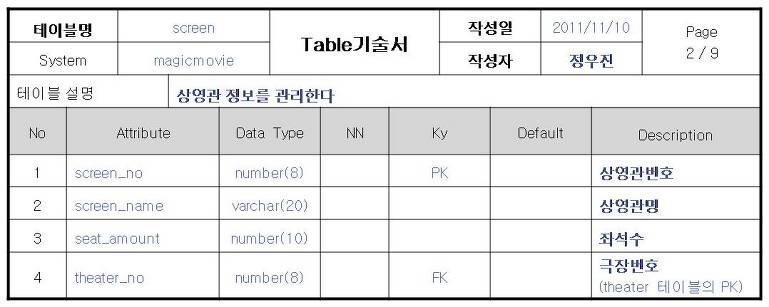 테이블명 screen Table기술서 작성일 2011/11/10 Page
2 / 9
System magicmovie 작성자 정우진
테이블 설명 상영관 정보를 관리한다
No Attribute Data Type NN Ky Default Description
1 screen_no number(8) PK 상영관번호
2 screen_name varchar(20) 상영관명
3 seat_amount number(10) 좌석수
4 theater_no number(8) FK 극장번호
(theater 테이블의 PK)